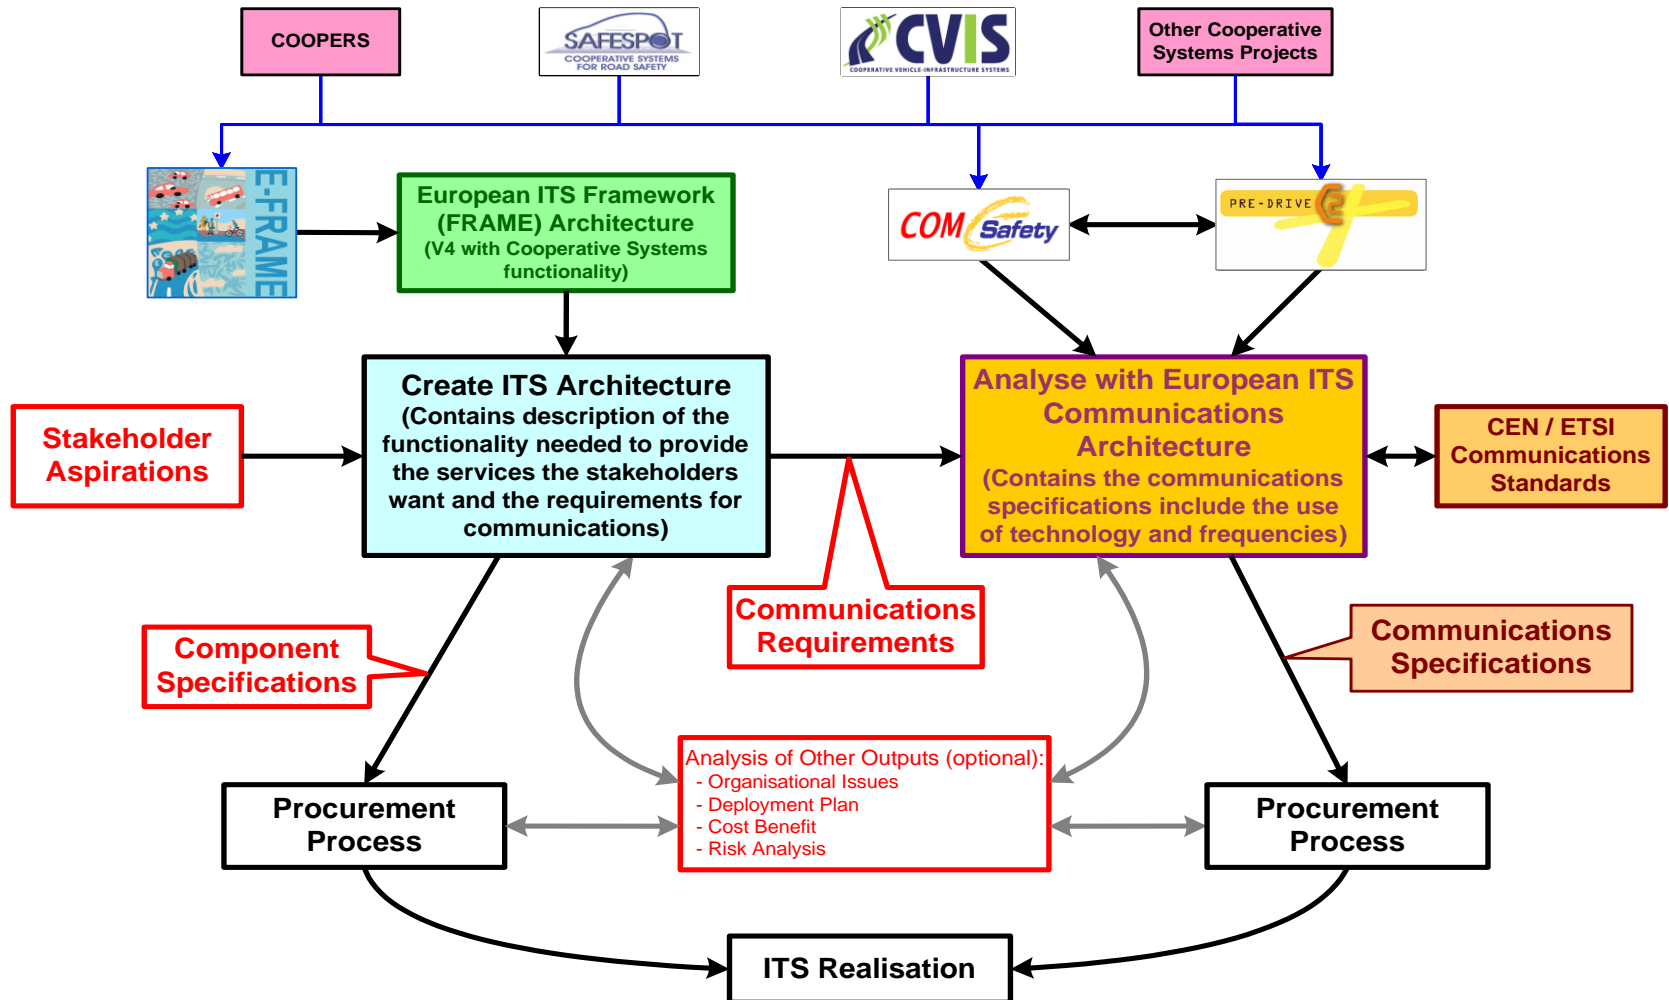 COOPERS
SAFESPOT
COOPERATIVE SYSTEMS
FOR ROAD SAFETY
CVIS
COOPERATIVE VEHICLE-INFRASTRUCTURE SYSTEMS
Other Cooperative
Systems Projects
E-FRAME
European ITS Framework
(FRAME) Architecture
(V4 with Cooperative Systems
functionality)
COM Safety
PRE-DRIVE C2
Create ITS Architecture
(Contains description of the
functionality needed to provide
the services the stakeholders
want and the requirements for
communications)
Analyse with European ITS
Communications
Architecture
(Contains the communications
specifications include the use
of technology and frequencies)
Stakeholder
Aspirations
CEN / ETSI
Communications
Standards
Communications
Requirements
Component
Specifications
Communications
Specifications
Analysis of Other Outputs (optional):
- Organisational Issues
- Deployment Plan
- Cost Benefit
- Risk Analysis
Procurement
Process
Procurement
Process
ITS Realisation